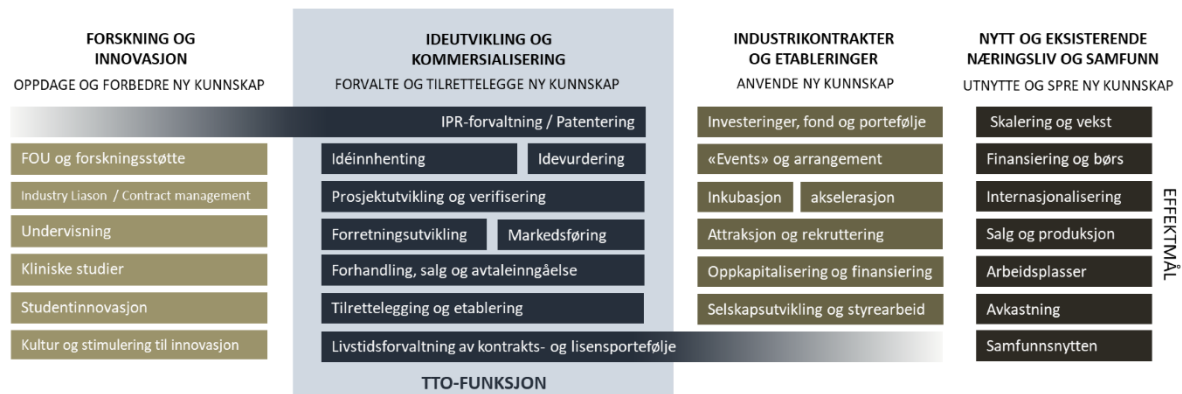 FORSKNING OG
INNOVASJON
OPPDAGE OG FORBEDRE NY KUNNSKAP
IDEUTVIKLING OG
KOMMERSIALISERING
FORVALTE OG TILRETTELEGGE NY KUNNSKAP
INDUSTRIKONTRAKTER
OG ETABLERINGER
ANVENDE NY KUNNSKAP
NYTT OG EKSISTERENDE
NÆRINGSLIV OG SAMFUNN
UTNYTTE OG SPRE NY KUNNSKAP
IPR-forvaltning / Patentering
FOU og forskningsstøtte
Industry Liason / Contract management
Undervisning
Kliniske studier
Studentinnovasjon
Kultur og stimulering til innovasjon
Idéinnhenting
Idevurdering
Prosjektutvikling og verifisering
Forretningsutvikling
Markedsføring
Forhandling, salg og avtaleinngåelse
Tilrettelegging og etablering
Livstidsforvaltning av kontrakts- og lisensportefølje
TTO-FUNKSJON
Investeringer, fond og portefølje
«Events» og arrangement
Inkubasjon
akselerasjon
Attraksjon og rekruttering
Oppkapitalisering og finansiering
Selskapsutvikling og styrearbeid
Skalering og vekst
Finansiering og børs
Internasjonalisering
Salg og produksjon
Arbeidsplasser
Avkastning
Samfunnsnytten
EFFEKTMÅL